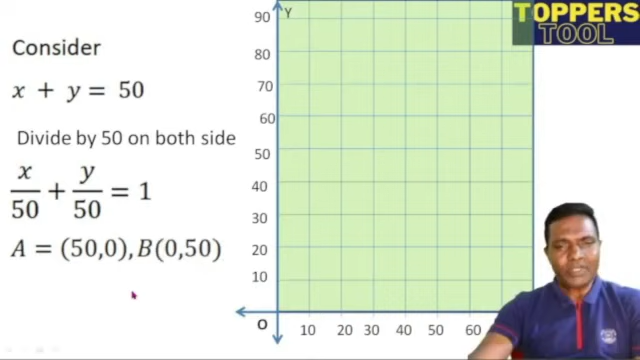 Consider
x + y = 50
Divide by 50 on both side
x/50 + y/50 = 1
A = (50,0), B(0,50)
TOPPERS
TOOL
Y
90
80
70
60
50
40
30
20
10
O
10 20 30 40 50 60